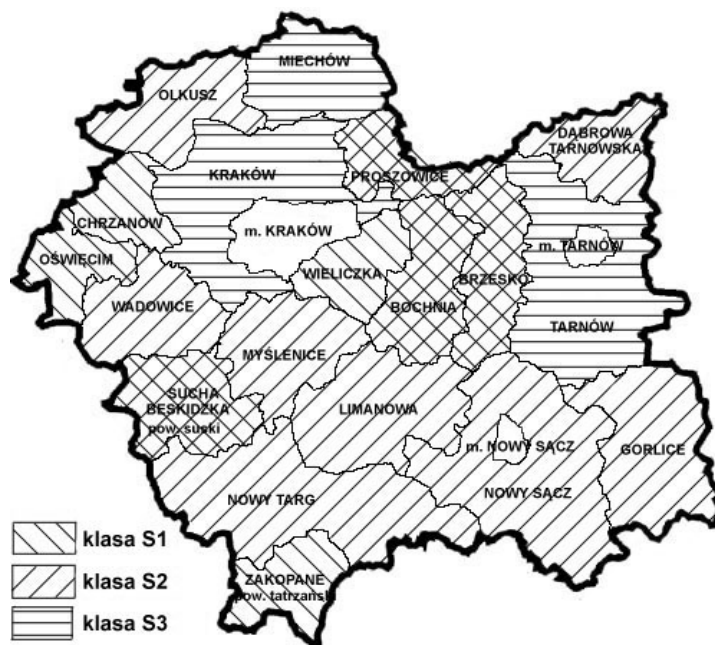 MIECHÓW
OLKUSZ
DĄBROWA
TARNOWSKA
KRAKÓW
PROSZOWICE
CHRZANÓW
m. KRAKÓW
m. TARNÓW
OŚWIĘCIM
WIELICZKA
BRZESKO
WADOWICE
BOCHNIA
TARNÓW
MYŚLENICE
SUCHA
BESKIDZKA
pow. suski
LIMANOWA
m. NOWY SĄCZ
GORLICE
NOWY TARG
NOWY SĄCZ
klasa S1
klasa S2
ZAKOPANE
pow. tatrzański
klasa S3